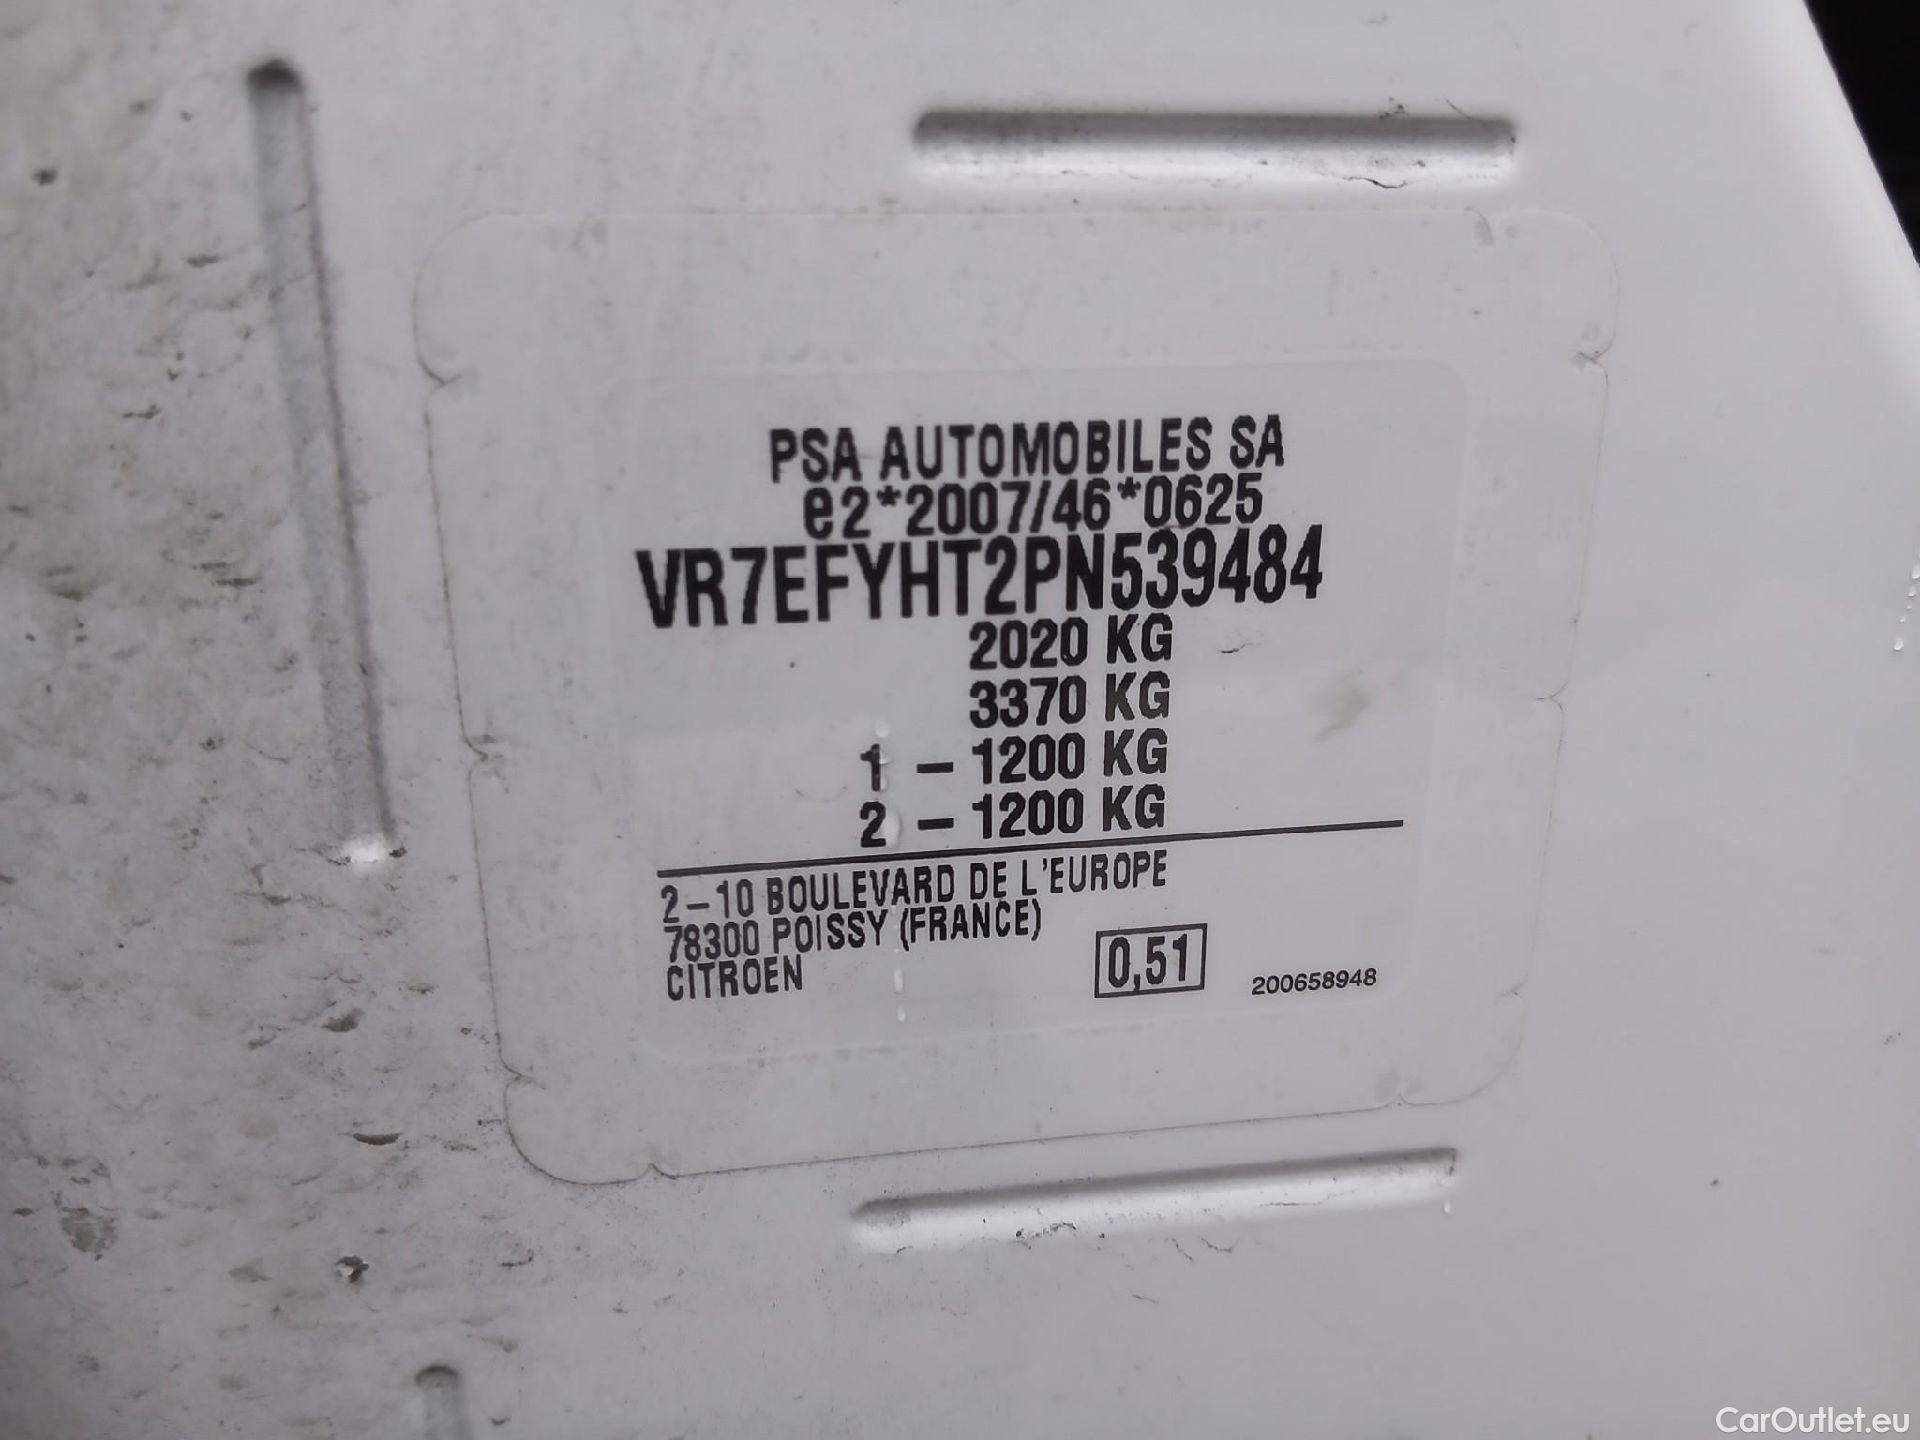 PSA AUTOMOBILES SA
e2*2007/46*0625
VR7EFYHT2PN539484
2020 KG
3370 KG
1 – 1200 KG
2 – 1200 KG
2–10 BOULEVARD DE L'EUROPE
78300 POISSY (FRANCE)
CITROEN
0,51
200658948
CarOutlet.eu